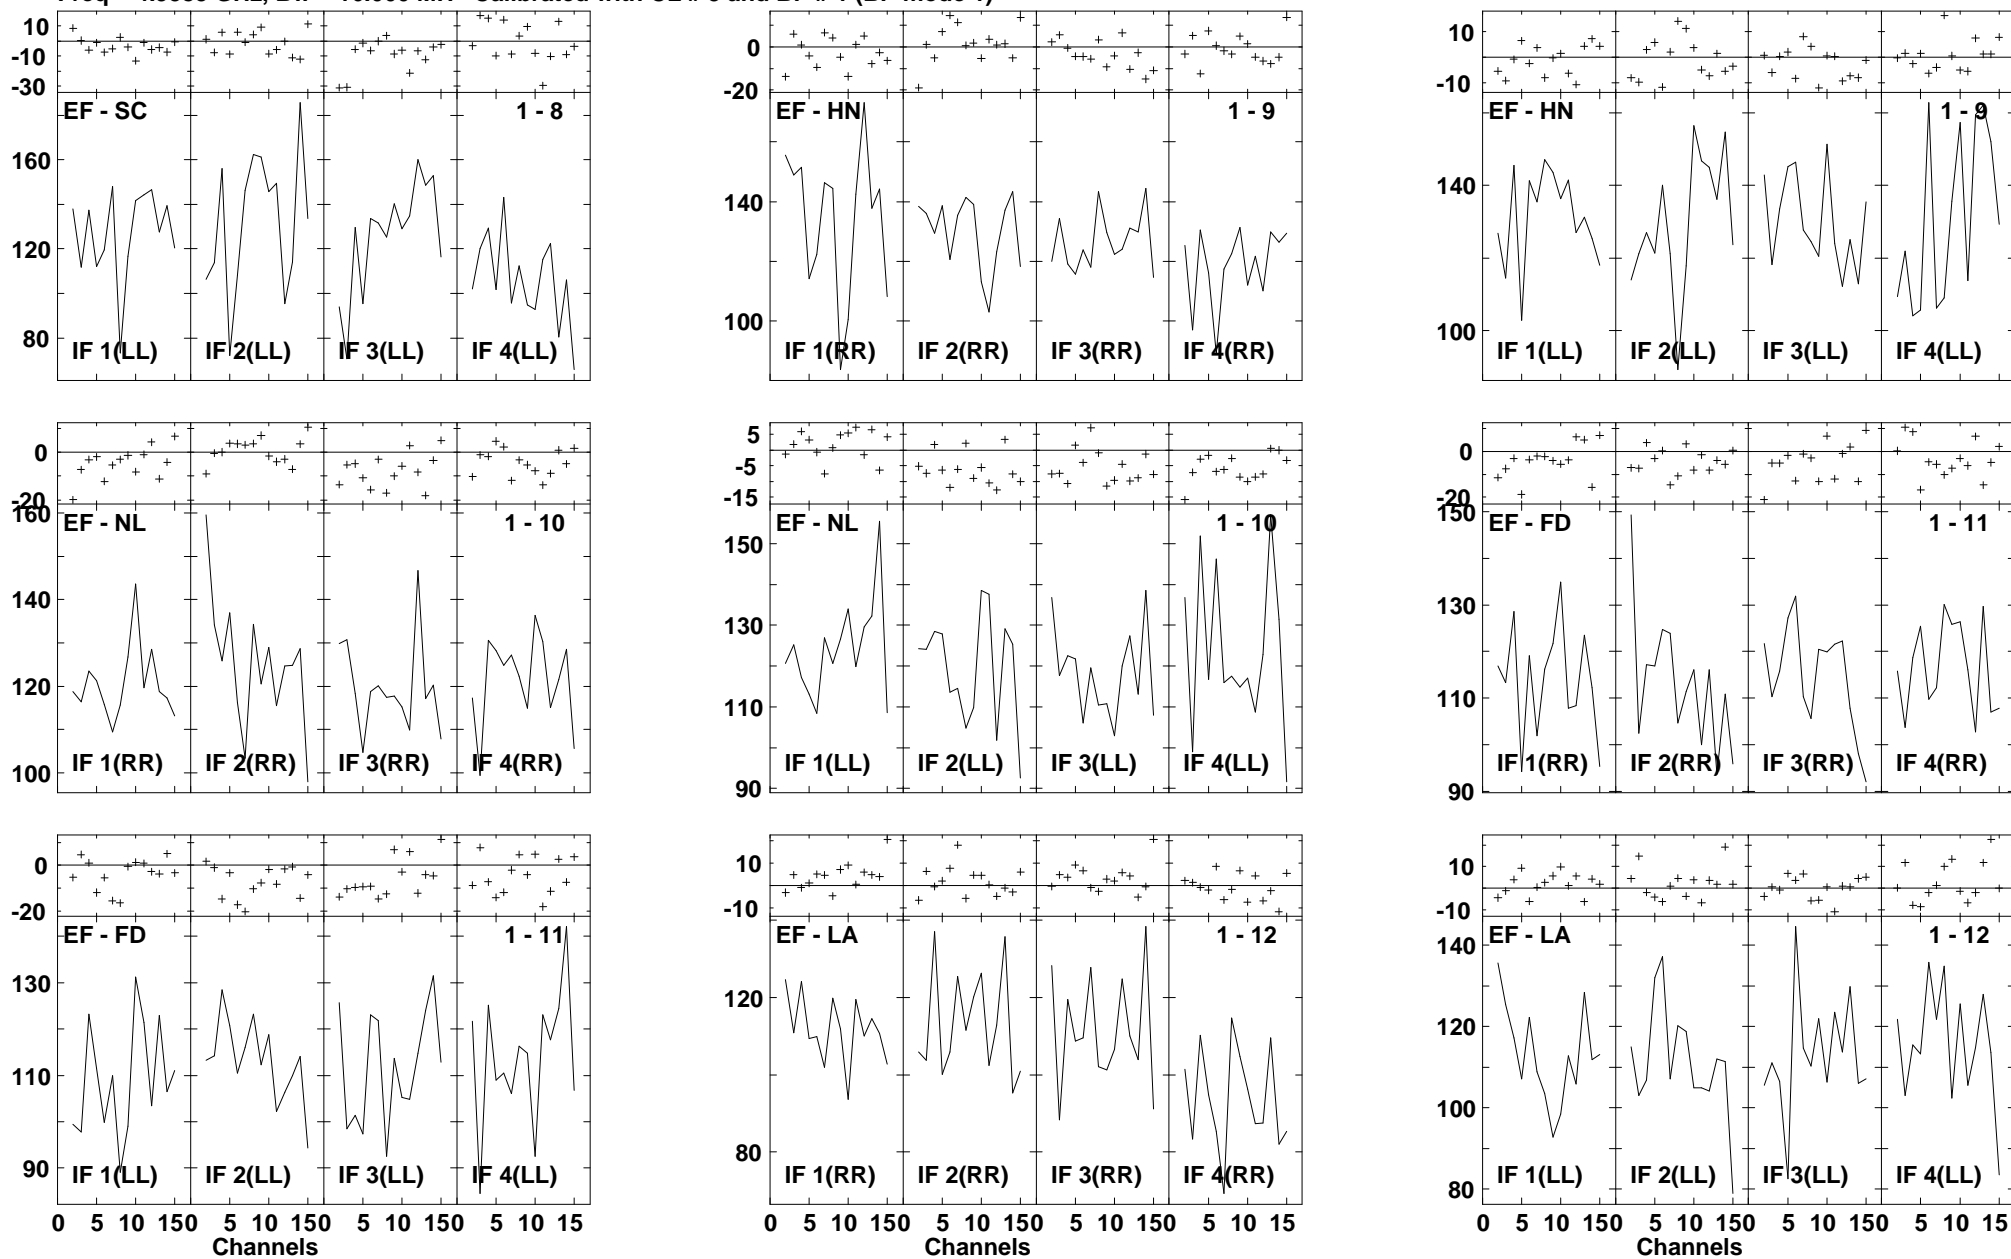 10
-10
-30
EF - SC
1 - 8
160
120
80
IF 1(LL) IF 2(LL) IF 3(LL) IF 4(LL)
0
-20
EF - HN
1 - 9
140
100
IF 1(RR) IF 2(RR) IF 3(RR) IF 4(RR)
10
-10
EF - HN
1 - 9
140
100
IF 1(LL) IF 2(LL) IF 3(LL) IF 4(LL)
0
-20
160
EF - NL
1 - 10
140
120
100
IF 1(RR) IF 2(RR) IF 3(RR) IF 4(RR)
5
-5
-15
EF - NL
1 - 10
150
130
110
90
IF 1(LL) IF 2(LL) IF 3(LL) IF 4(LL)
0
-20
150
EF - FD
1 - 11
130
110
90
IF 1(RR) IF 2(RR) IF 3(RR) IF 4(RR)
0
-20
EF - FD
1 - 11
130
110
90
IF 1(LL) IF 2(LL) IF 3(LL) IF 4(LL)
0 5 10 150 5 10 150 5 10 150 5 10 15
Channels
10
-10
EF - LA
1 - 12
120
80
IF 1(RR) IF 2(RR) IF 3(RR) IF 4(RR)
0 5 10 150 5 10 150 5 10 150 5 10 15
Channels
10
-10
EF - LA
1 - 12
140
120
100
80
IF 1(LL) IF 2(LL) IF 3(LL) IF 4(LL)
0 5 10 150 5 10 150 5 10 150 5 10 15
Channels